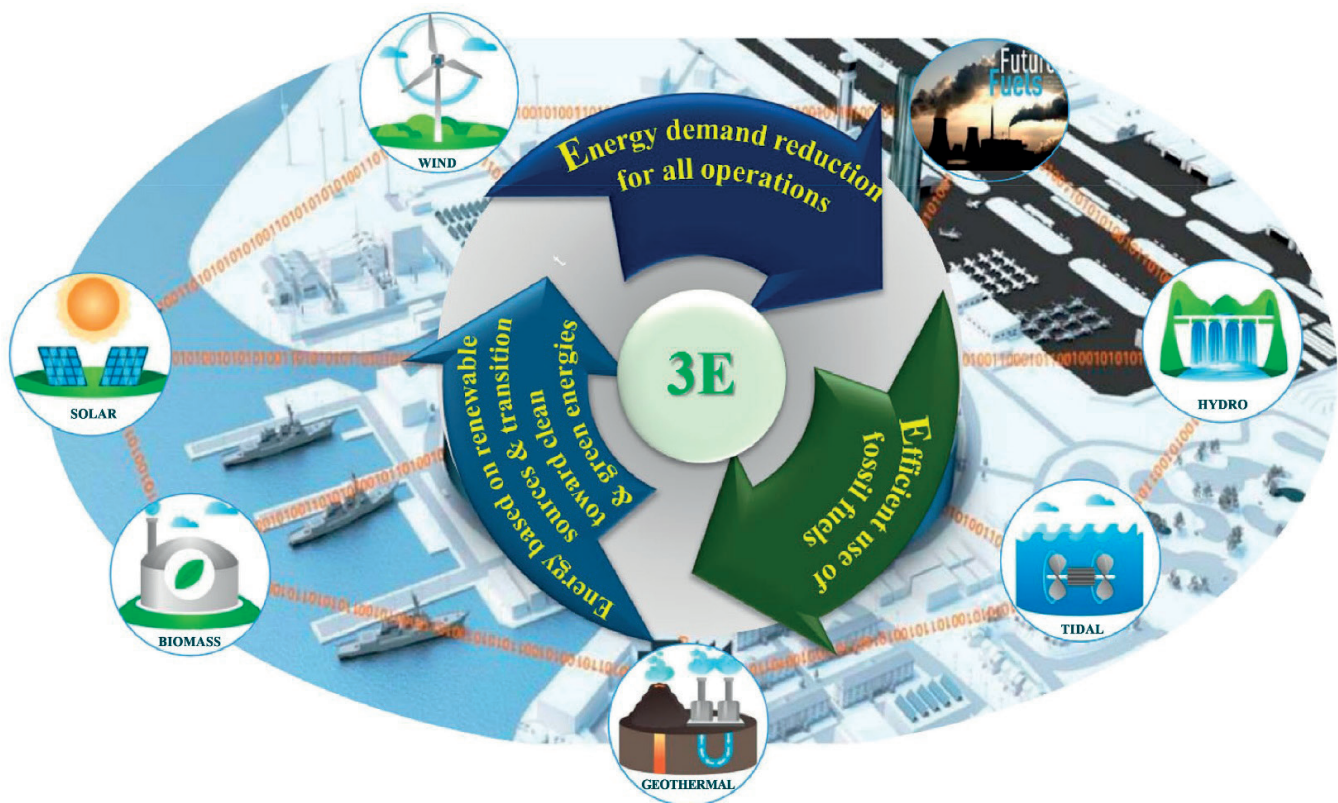 WIND
Future
Fuels
Energy demand reduction
for all operations
3E
SOLAR
HYDRO
Energy based on renewable
sources & transition
toward clean
& green energies
Efficient use of
fossil fuels
BIOMASS
TIDAL
GEOTHERMAL